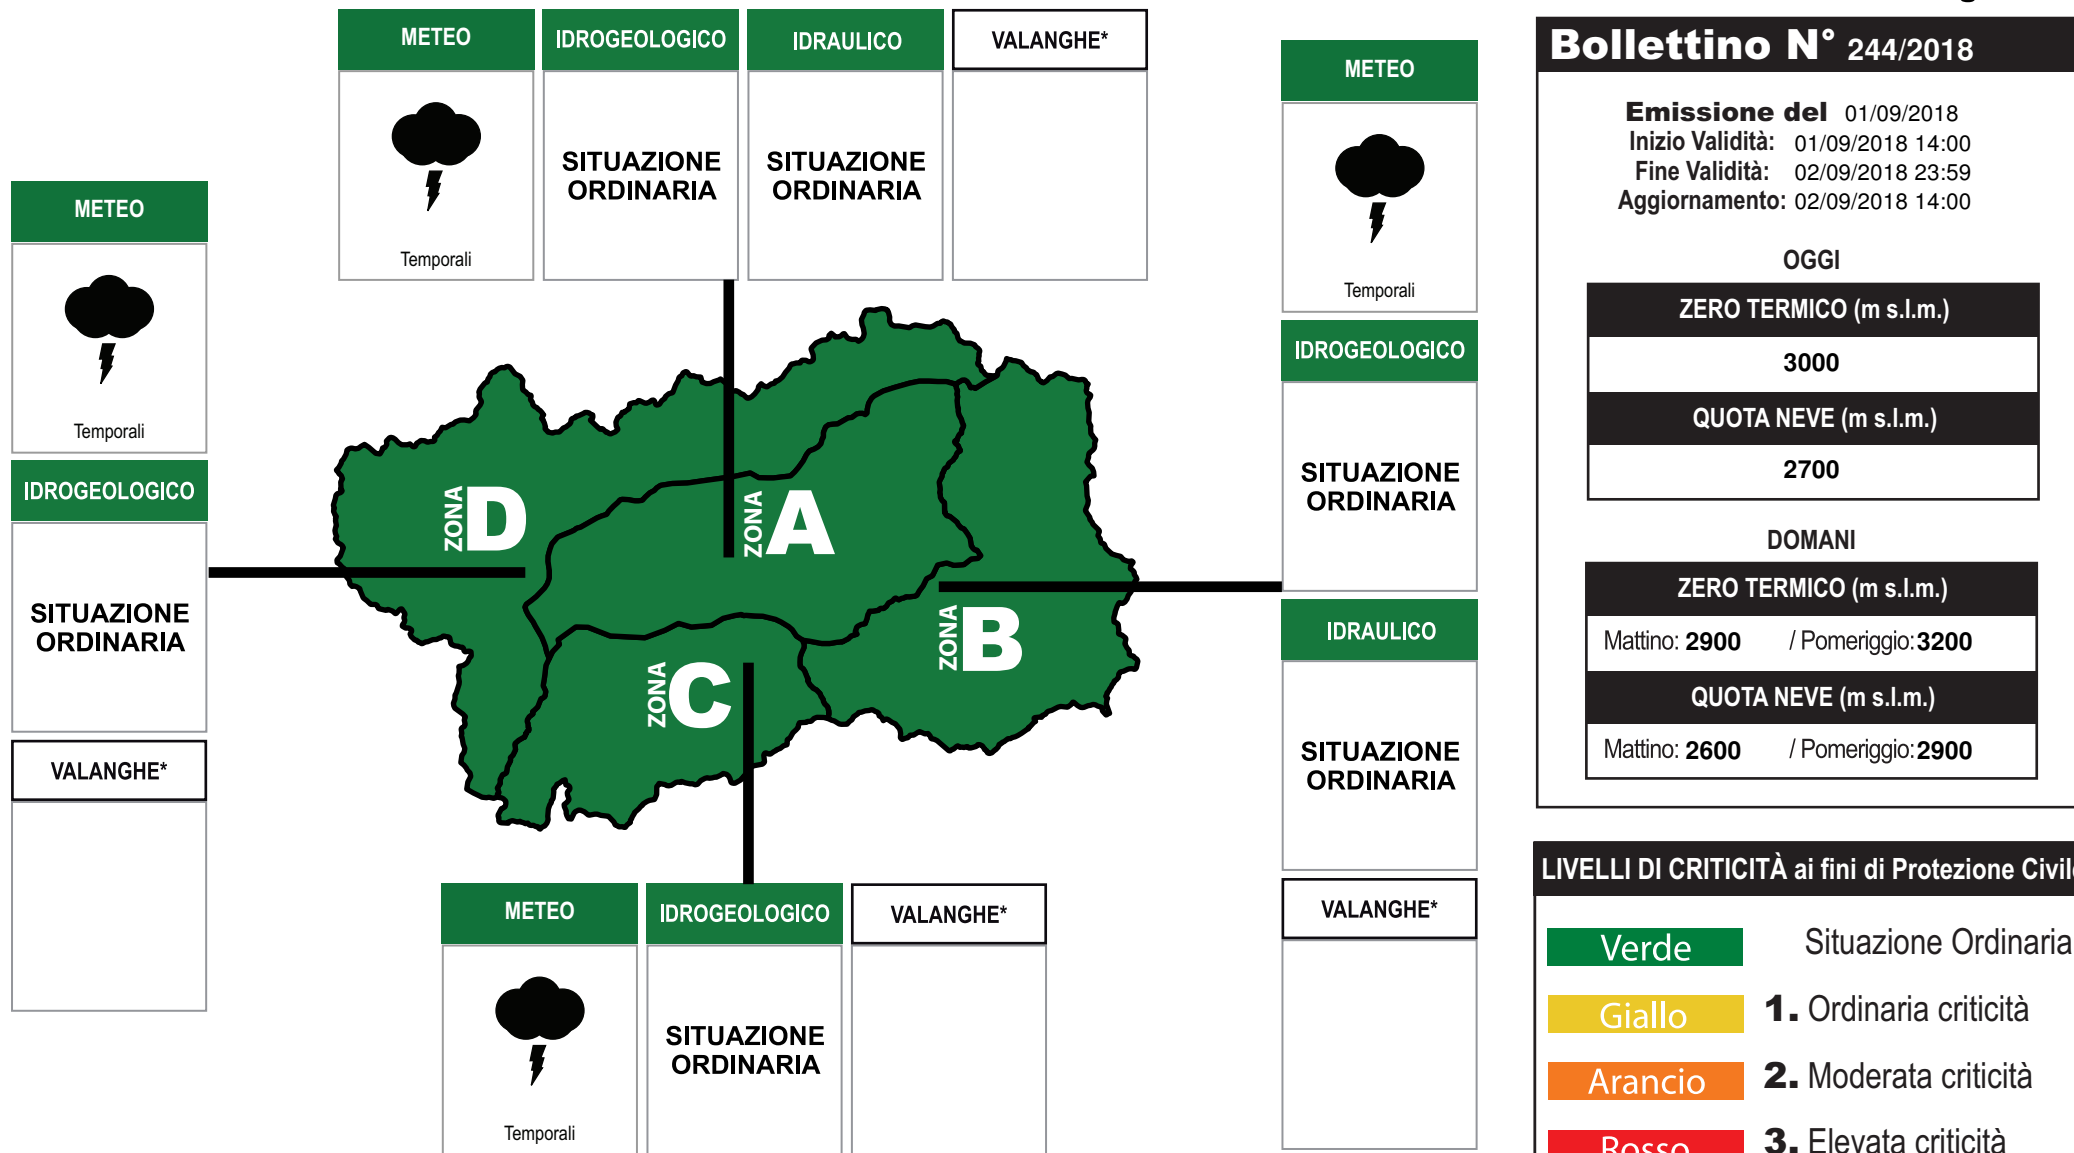 METEO
Temporali
IDROGEOLOGICO
SITUAZIONE
ORDINARIA
IDRAULICO
SITUAZIONE
ORDINARIA
VALANGHE*
METEO
Temporali
IDROGEOLOGICO
SITUAZIONE
ORDINARIA
VALANGHE*
ZONA D
ZONA A
ZONA B
ZONA C
METEO
Temporali
IDROGEOLOGICO
SITUAZIONE
ORDINARIA
IDRAULICO
SITUAZIONE
ORDINARIA
VALANGHE*
METEO
Temporali
IDROGEOLOGICO
SITUAZIONE
ORDINARIA
VALANGHE*
Bollettino N° 244/2018
Emissione del 01/09/2018
Inizio Validità: 01/09/2018 14:00
Fine Validità: 02/09/2018 23:59
Aggiornamento: 02/09/2018 14:00
OGGI
ZERO TERMICO (m s.l.m.)
3000
QUOTA NEVE (m s.l.m.)
2700
DOMANI
ZERO TERMICO (m s.l.m.)
Mattino: 2900 / Pomeriggio: 3200
QUOTA NEVE (m s.l.m.)
Mattino: 2600 / Pomeriggio: 2900
LIVELLI DI CRITICITÀ ai fini di Protezione Civile
Verde Situazione Ordinaria
Giallo 1. Ordinaria criticità
Arancio 2. Moderata criticità
Rosso 3. Elevata criticità